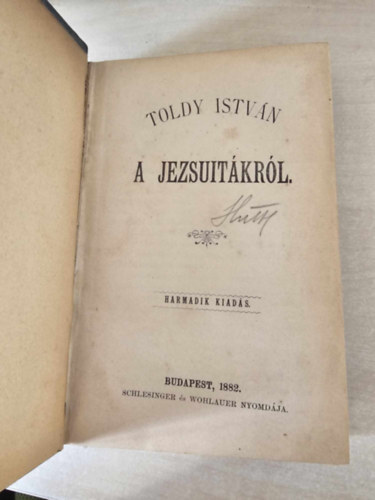 TOLDY ISTVÁN
A JEZSUITÁKRÓL.
HARMADIK KIADÁS.
BUDAPEST, 1882.
SCHLESINGER és WOHLAUER NYOMDÁJA.